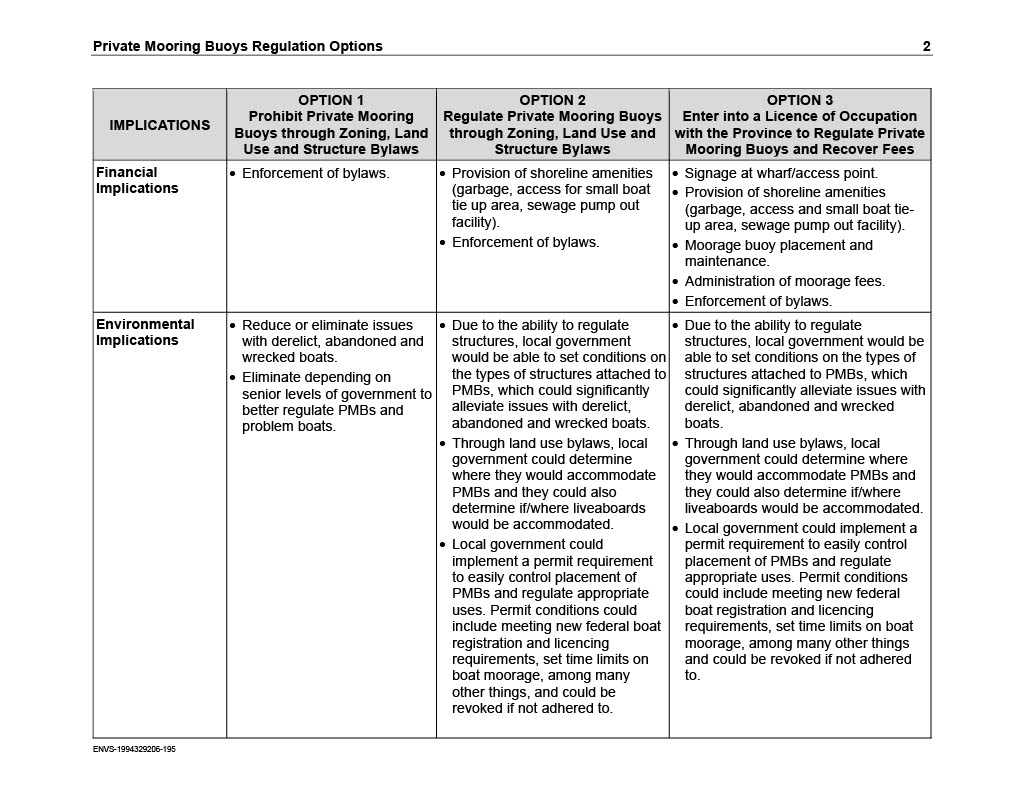 Private Mooring Buoys Regulation Options 2
IMPLICATIONS
OPTION 1
Prohibit Private Mooring
Buoys through Zoning, Land
Use and Structure Bylaws
OPTION 2
Regulate Private Mooring Buoys
through Zoning, Land Use and
Structure Bylaws
OPTION 3
Enter into a Licence of Occupation
with the Province to Regulate Private
Mooring Buoys and Recover Fees
Financial
Implications
• Enforcement of bylaws.
• Provision of shoreline amenities
(garbage, access for small boat
tie up area, sewage pump out
facility).
• Enforcement of bylaws.
• Signage at wharf/access point.
• Provision of shoreline amenities
(garbage, access and small boat tie-
up area, sewage pump out facility).
• Moorage buoy placement and
maintenance.
• Administration of moorage fees.
• Enforcement of bylaws.
Environmental
Implications
• Reduce or eliminate issues
with derelict, abandoned and
wrecked boats.
• Eliminate depending on
senior levels of government to
better regulate PMBs and
problem boats.
• Due to the ability to regulate
structures, local government
would be able to set conditions on
the types of structures attached to
PMBs, which could significantly
alleviate issues with derelict,
abandoned and wrecked boats.
• Through land use bylaws, local
government could determine
where they would accommodate
PMBs and they could also
determine if/where liveaboards
would be accommodated.
• Local government could
implement a permit requirement
to easily control placement of
PMBs and regulate appropriate
uses. Permit conditions could
include meeting new federal boat
registration and licencing
requirements, set time limits on
boat moorage, among many
other things, and could be
revoked if not adhered to.
• Due to the ability to regulate
structures, local government would be
able to set conditions on the types of
structures attached to PMBs, which
could significantly alleviate issues with
derelict, abandoned and wrecked
boats.
• Through land use bylaws, local
government could determine where
they would accommodate PMBs and
they could also determine if/where
liveaboards would be accommodated.
• Local government could implement a
permit requirement to easily control
placement of PMBs and regulate
appropriate uses. Permit conditions
could include meeting new federal
boat registration and licencing
requirements, set time limits on boat
moorage, among many other things
and could be revoked if not adhered
to.
ENVS-1994329206-195